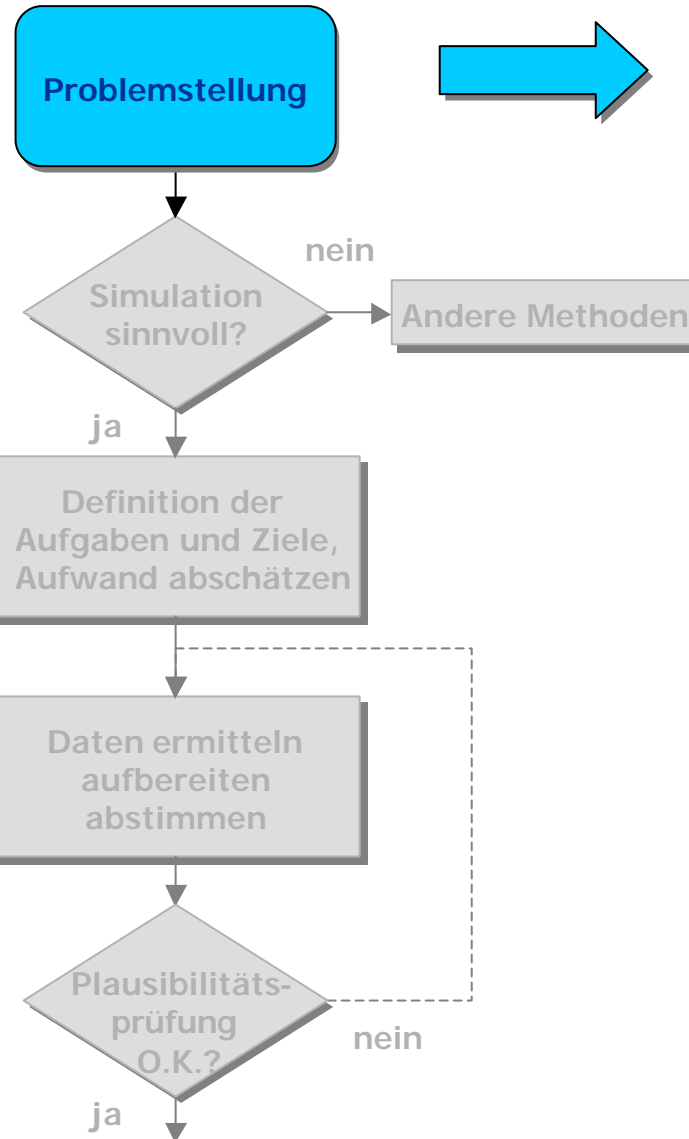 Problemstellung
nein
Simulation
sinnvoll?
Andere Methoden
ja
Definition der
Aufgaben und Ziele,
Aufwand abschätzen
Daten ermitteln
aufbereiten
abstimmen
Plausibilitäts-
prüfung
O.K.?
nein
ja